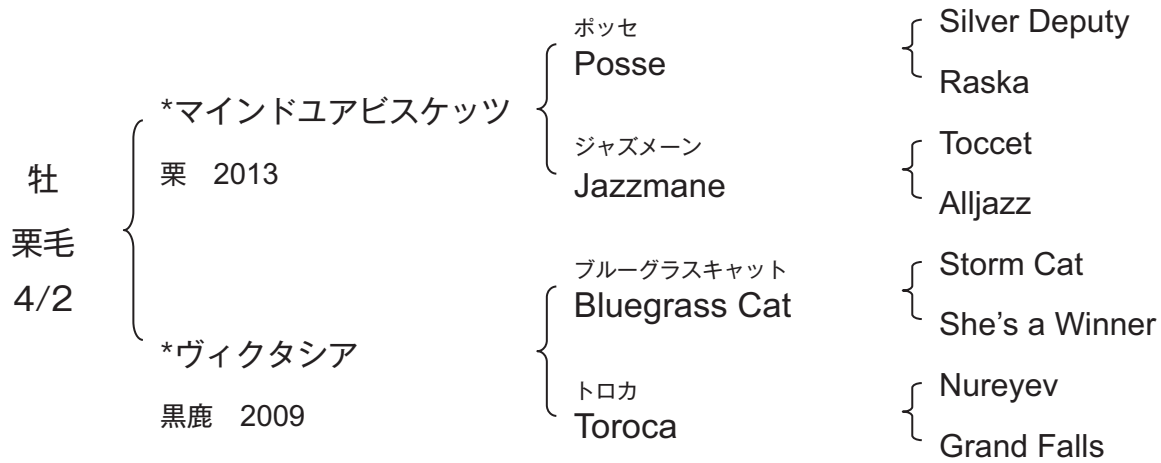 牡
栗毛
4/2
*マインドユアビスケッツ
栗 2013
*ヴィクタシア
黒鹿 2009
ポッセ
Posse
ジャズメーン
Jazzmane
ブルーグラスキャット
Bluegrass Cat
トロカ
Toroca
Silver Deputy
Raska
Toccet
Alljazz
Storm Cat
She’s a Winner
Nureyev
Grand Falls